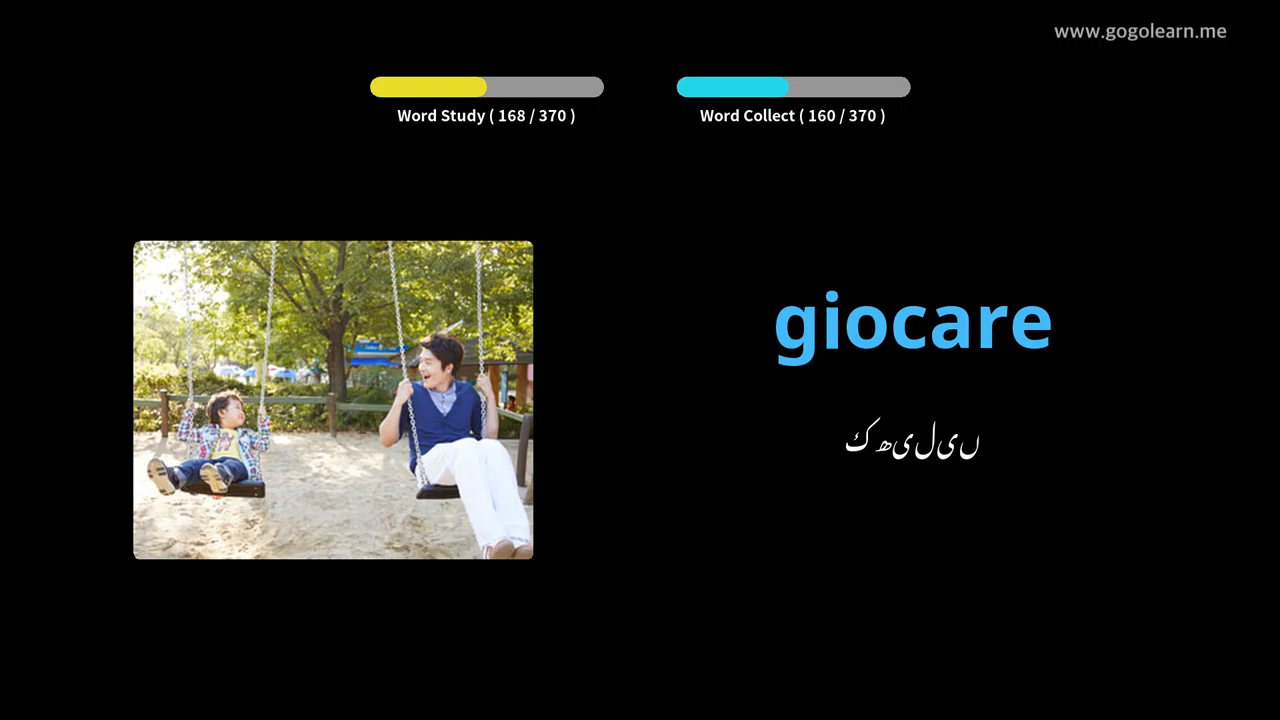 www.gogolearn.me
Word Study ( 168 / 370 )
Word Collect ( 160 / 370 )
giocare
کھیلیں